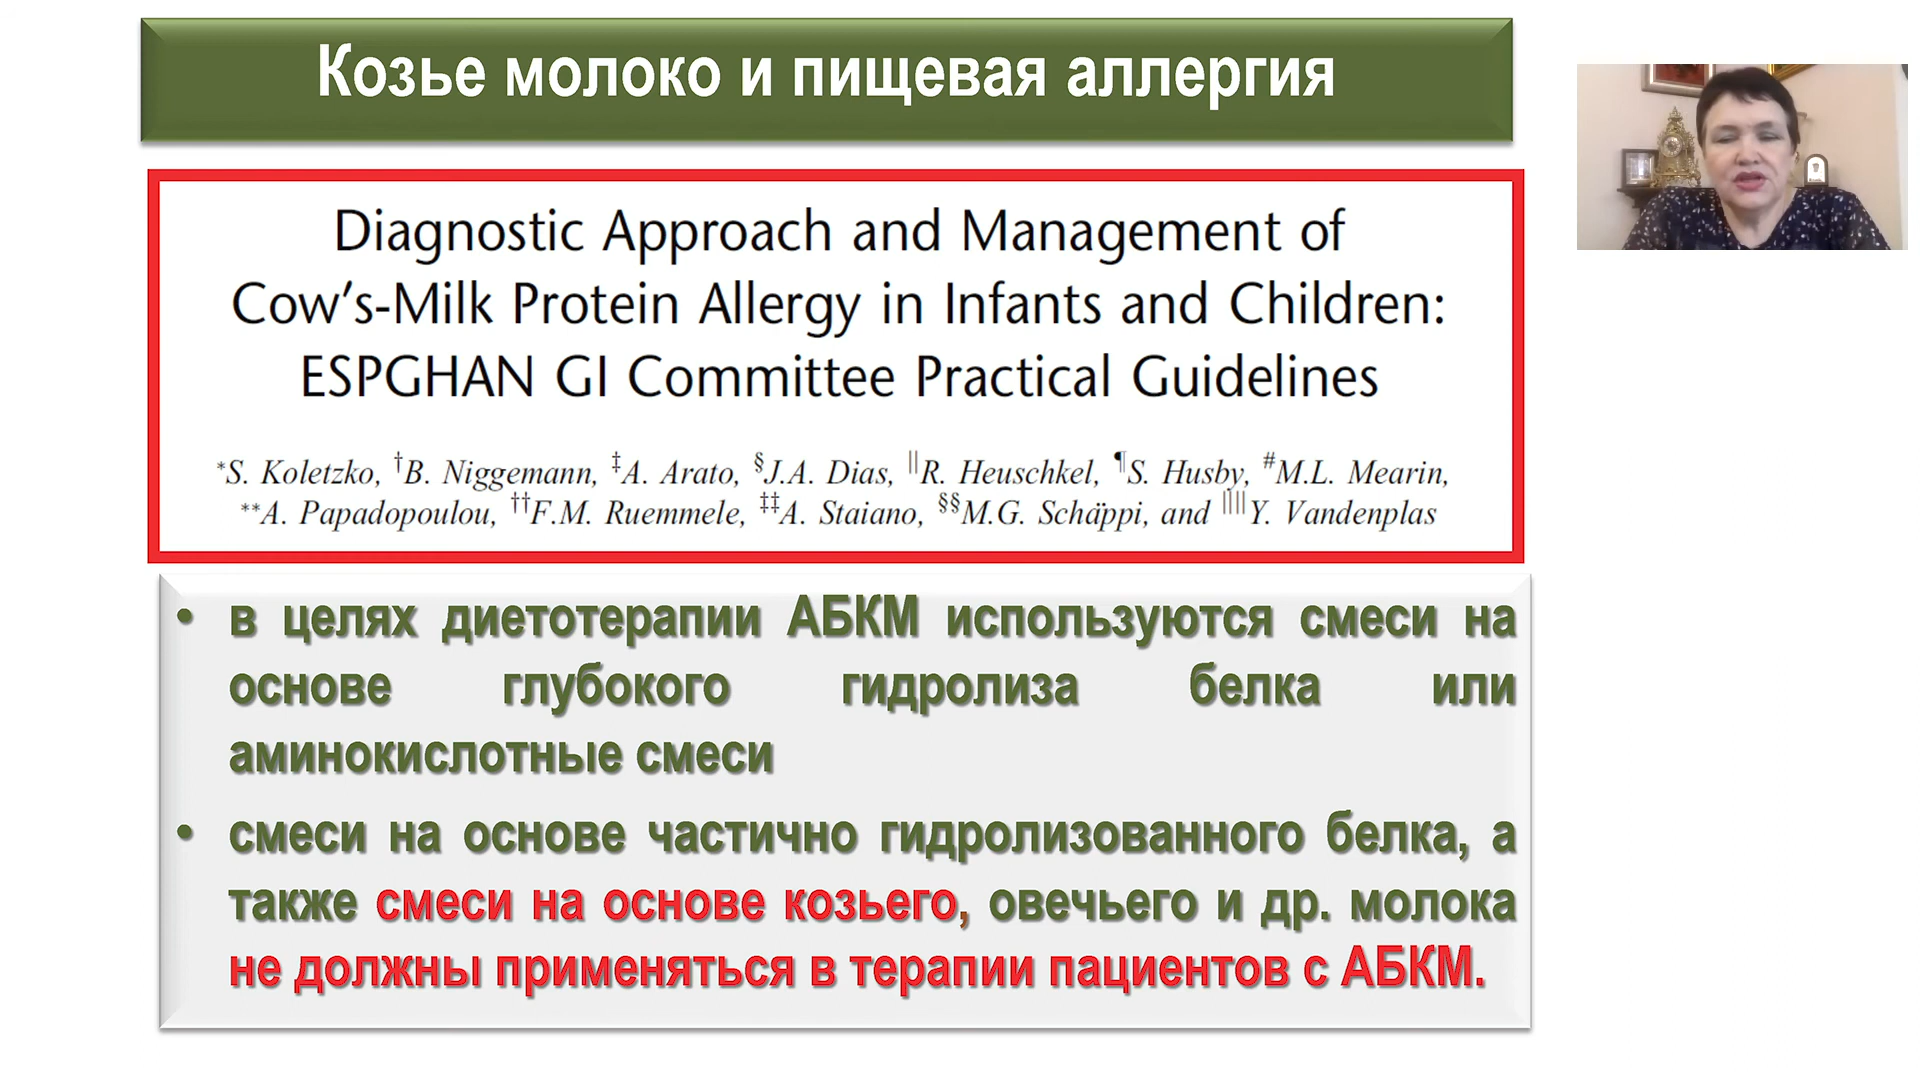 Козье молоко и пищевая аллергия
Diagnostic Approach and Management of
Cow's-Milk Protein Allergy in Infants and Children:
ESPGHAN GI Committee Practical Guidelines
*S. Koletzko, †B. Niggemann, ‡A. Arato, §J.A. Dias, ||R. Heuschkel, ¶S. Husby, #M.L. Mearin,
**A. Papadopoulou, ††F.M. Ruemmele, ‡‡A. Staiano, §§M.G. Schäppi, and ||||Y. Vandenplas
• в целях диетотерапии АБКМ используются смеси на
основе глубокого гидролиза белка или
аминокислотные смеси
• смеси на основе частично гидролизованного белка, а
также смеси на основе козьего, овечьего и др. молока
не должны применяться в терапии пациентов с АБКМ.